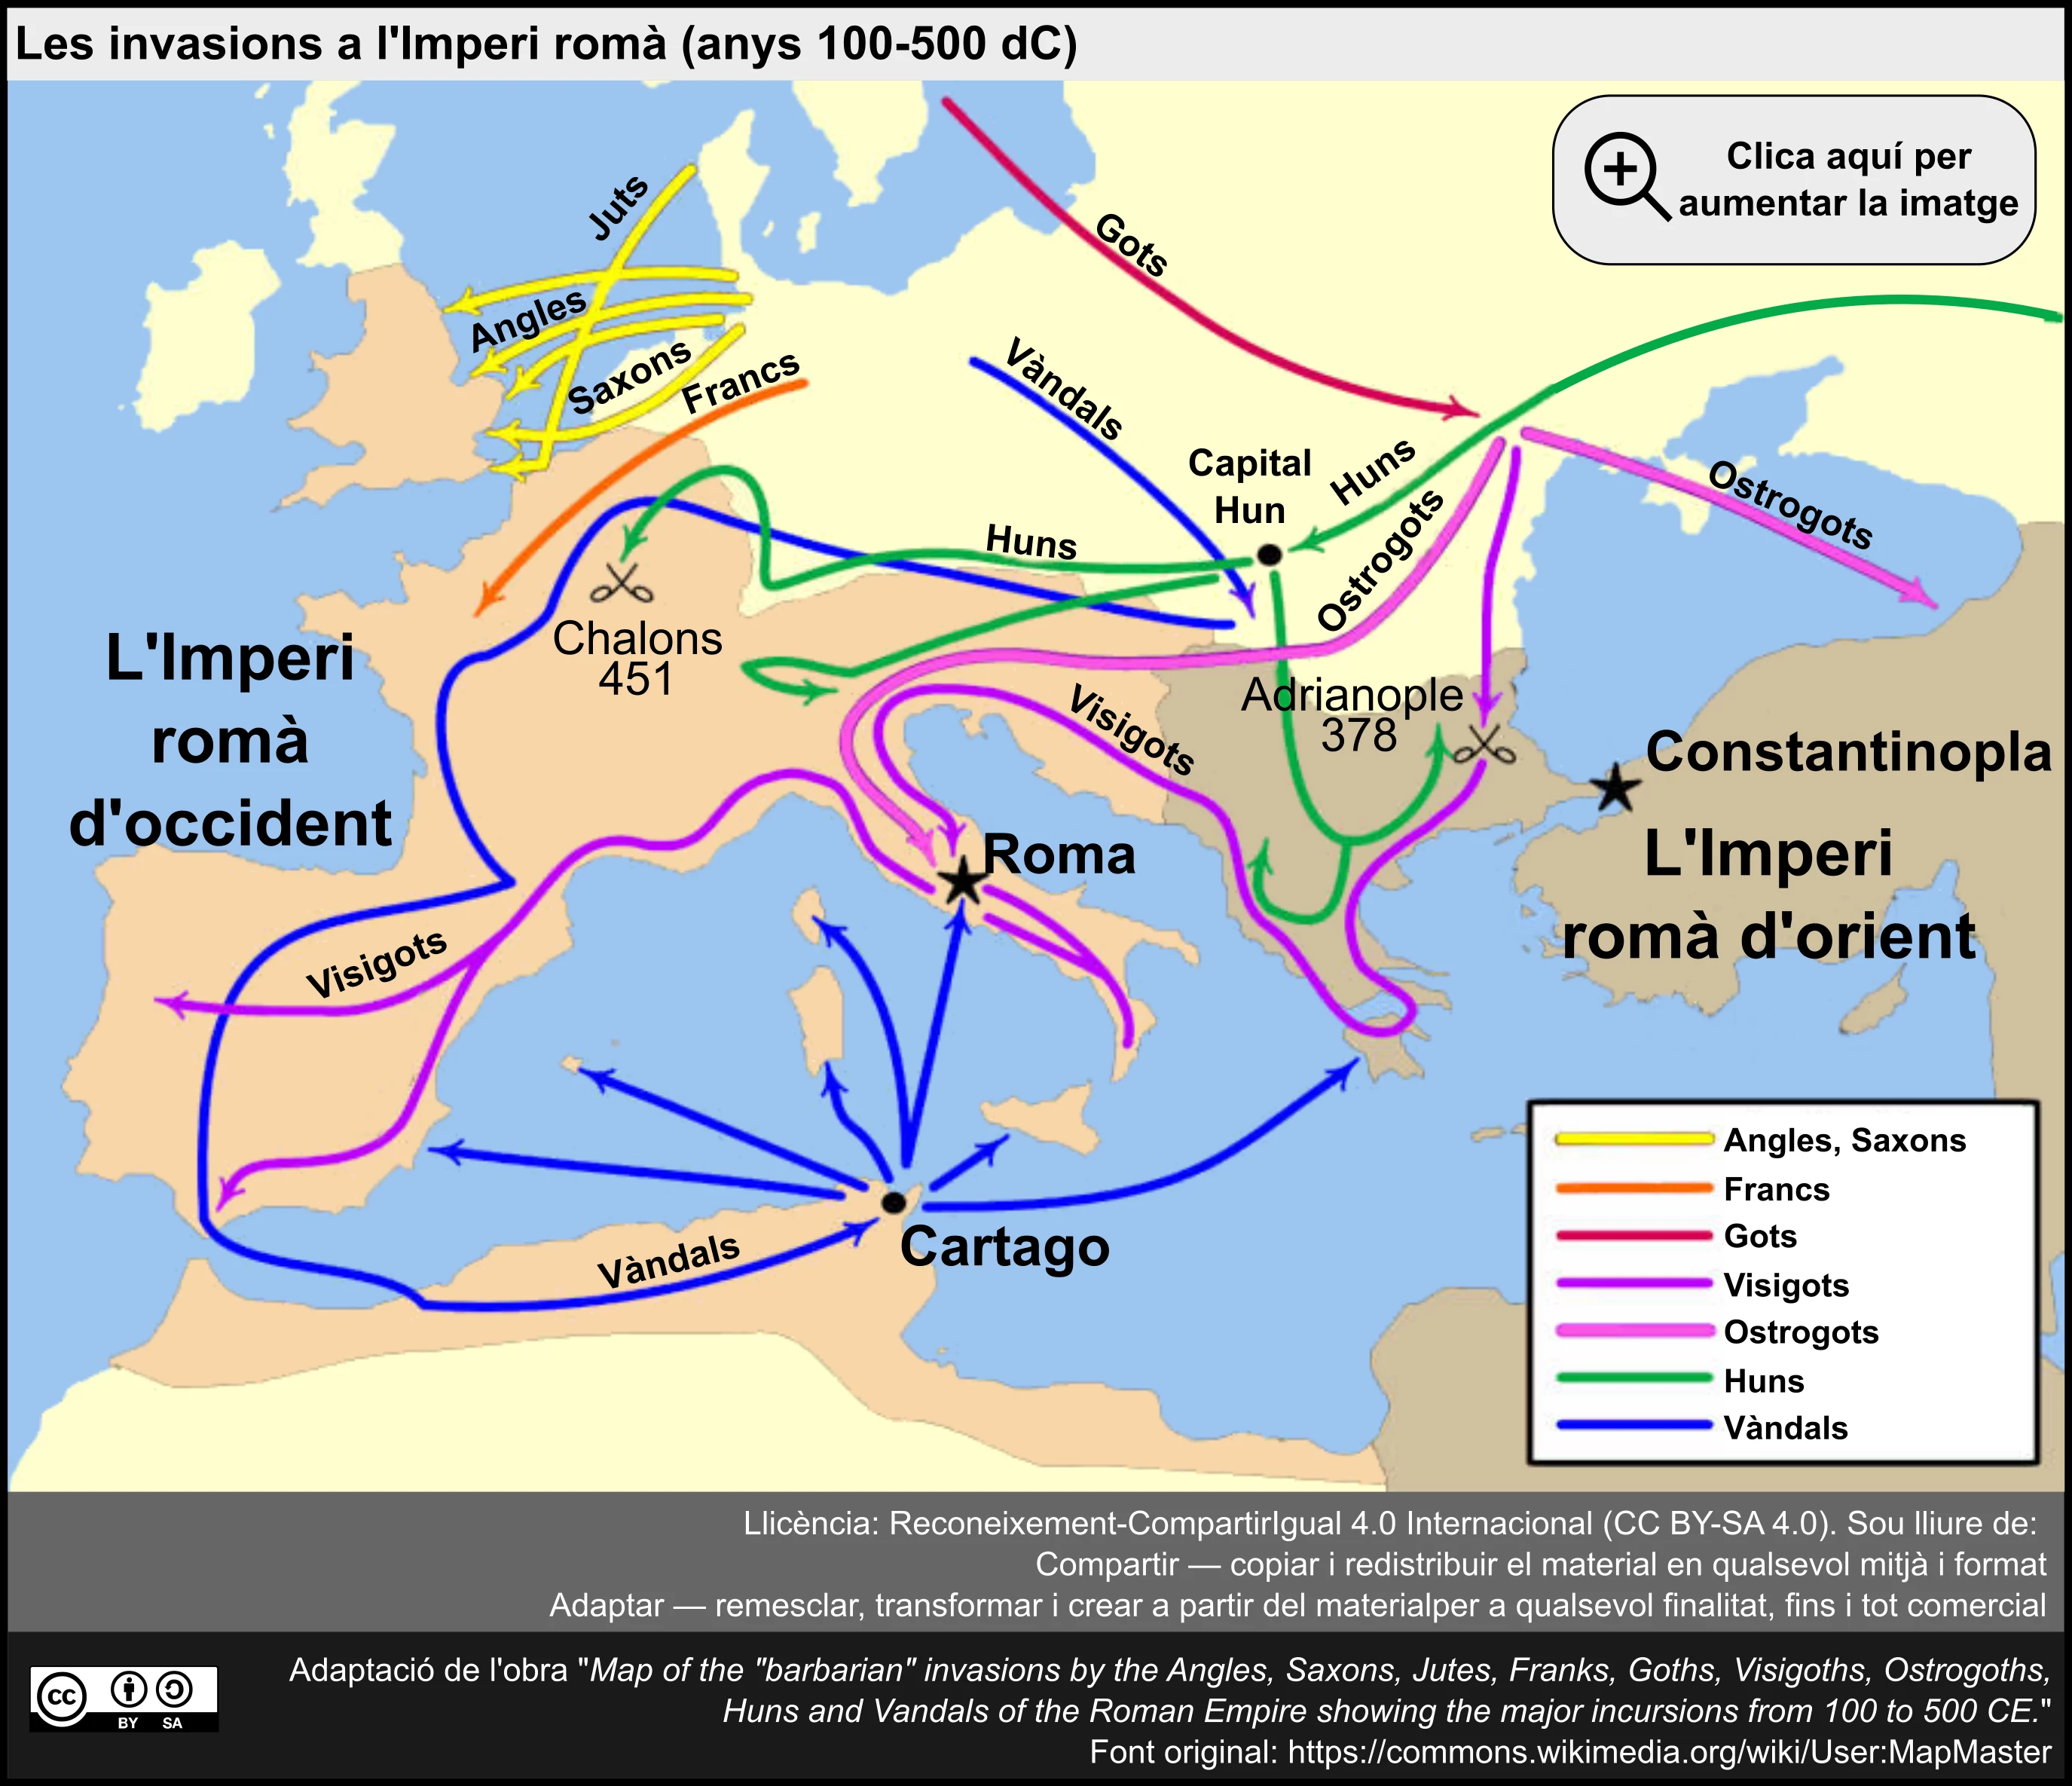 Les invasions a l'Imperi romà (anys 100-500 dC)
Clica aquí per
aumentar la imatge
Juts
Gots
Angles
Saxons
Francs
Vàndals
Capital
Hun
Huns
Ostrogots
Ostrogots
Huns
Chalons
451
L'Imperi
romà
d'occident
Visigots
Adrianople
378
Constantinopla
L'Imperi
romà d'orient
Roma
Visigots
Vàndals
Cartago
Angles, Saxons
Francs
Gots
Visigots
Ostrogots
Huns
Vàndals
Llicència: Reconeixement-CompartirIgual 4.0 Internacional (CC BY-SA 4.0). Sou lliure de:
Compartir — copiar i redistribuir el material en qualsevol mitjà i format
Adaptar — remesclar, transformar i crear a partir del materialper a qualsevol finalitat, fins i tot comercial
cc
BY SA
Adaptació de l'obra "Map of the "barbarian" invasions by the Angles, Saxons, Jutes, Franks, Goths, Visigoths, Ostrogoths,
Huns and Vandals of the Roman Empire showing the major incursions from 100 to 500 CE."
Font original: https://commons.wikimedia.org/wiki/User:MapMaster